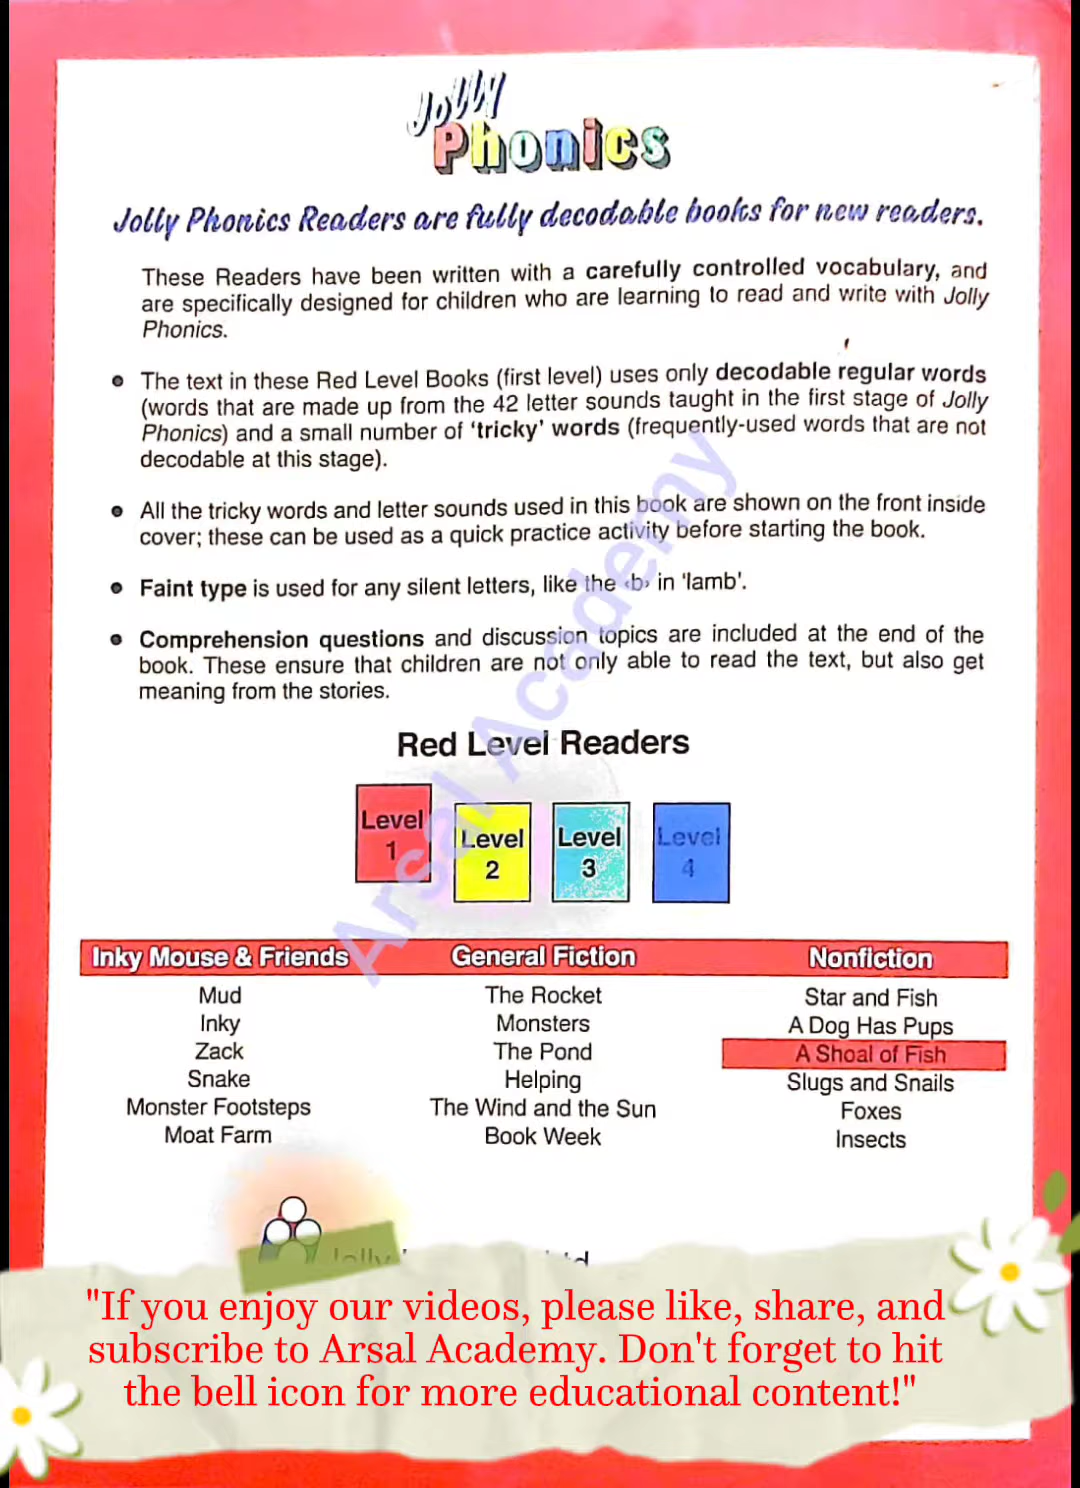 Jolly
Phonics
Jolly Phonics Readers are fully decodable books for new readers.
These Readers have been written with a carefully controlled vocabulary, and
are specifically designed for children who are learning to read and write with Jolly
Phonics.
• The text in these Red Level Books (first level) uses only decodable regular words
(words that are made up from the 42 letter sounds taught in the first stage of Jolly
Phonics) and a small number of ‘tricky’ words (frequently-used words that are not
decodable at this stage).
• All the tricky words and letter sounds used in this book are shown on the front inside
cover; these can be used as a quick practice activity before starting the book.
• Faint type is used for any silent letters, like the ‹b› in 'lamb'.
• Comprehension questions and discussion topics are included at the end of the
book. These ensure that children are not only able to read the text, but also get
meaning from the stories.
Arsal Academy
Red Level Readers
Level 1
Level 2
Level 3
Level 4
Inky Mouse & Friends General Fiction Nonfiction
Mud The Rocket Star and Fish
Inky Monsters A Dog Has Pups
Zack The Pond A Shoal of Fish
Snake Helping Slugs and Snails
Monster Footsteps The Wind and the Sun Foxes
Moat Farm Book Week Insects
Jolly
"If you enjoy our videos, please like, share, and
subscribe to Arsal Academy. Don't forget to hit
the bell icon for more educational content!"